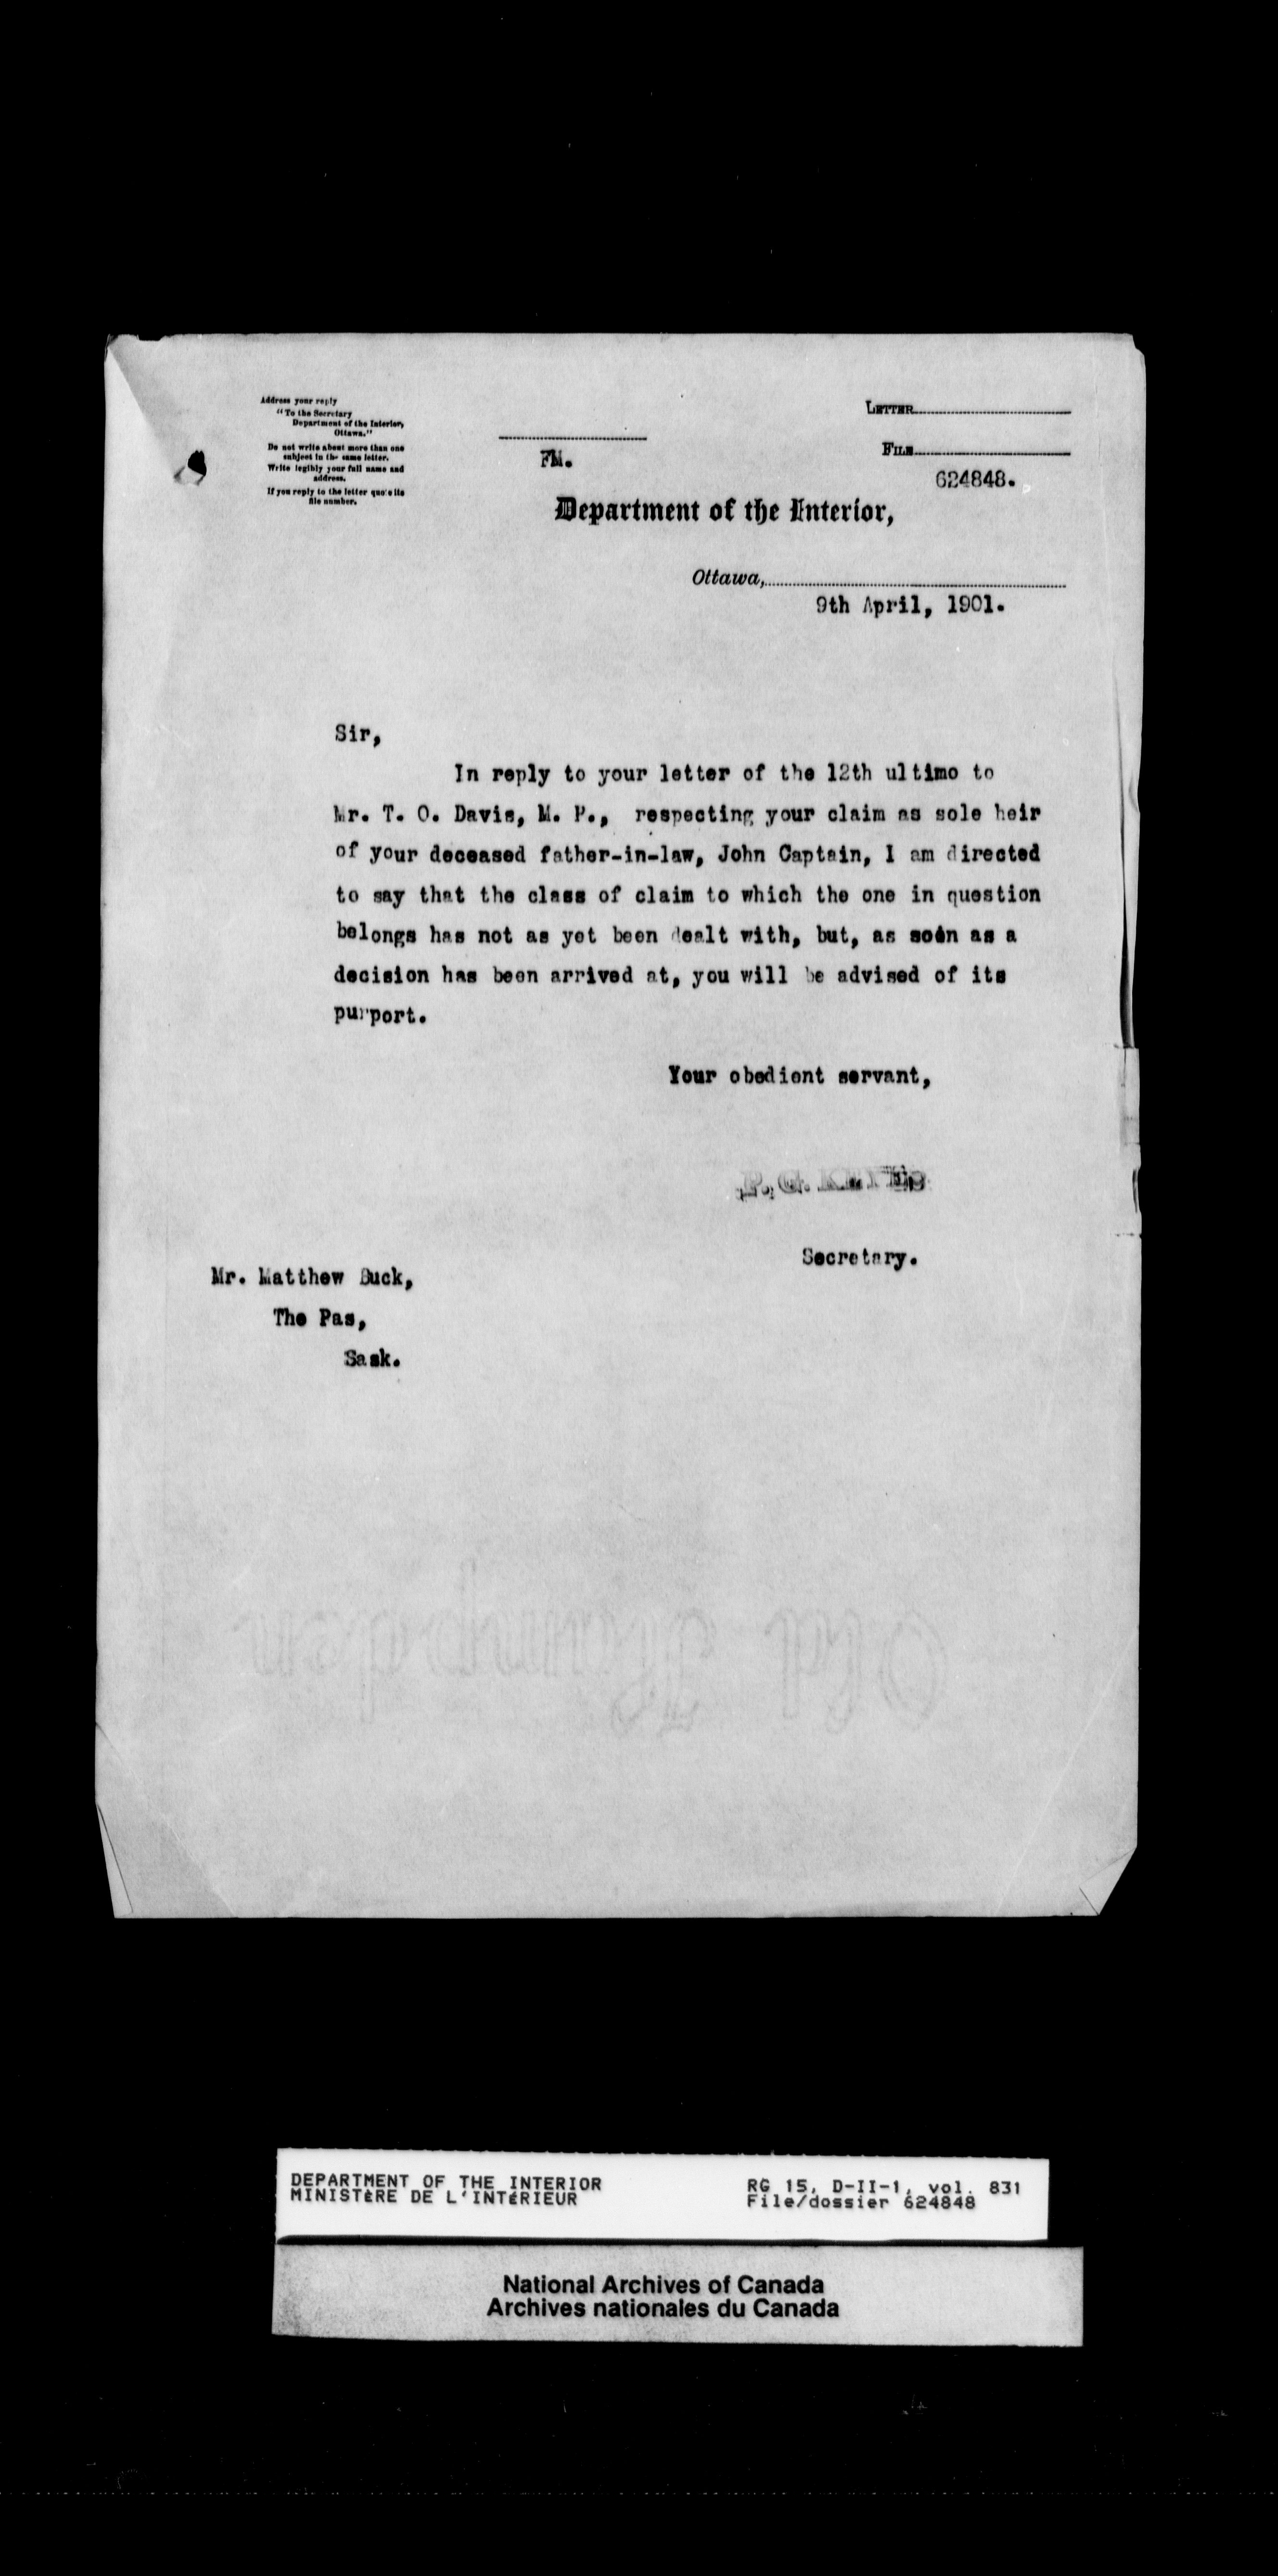 Address your reply
"To the Secretary
Department of the Interior,
Ottawa."
Do not write about more than one
subject in the same letter.
Write legibly your full name and
address.
If you reply to the letter quote its
file number.
LETTER
FILE
FM.
624848.
Department of the Interior,
Ottawa,
9th April, 1901.
Sir,
In reply to your letter of the 12th ultimo to
Mr. T. O. Davis, M. P., respecting your claim as sole heir
of your deceased father-in-law, John Captain, I am directed
to say that the class of claim to which the one in question
belongs has not as yet been dealt with, but, as soon as a
decision has been arrived at, you will be advised of its
purport.
Your obedient servant,
P. G. KEYES
Secretary.
Mr. Matthew Buck,
The Pas,
Sask.
DEPARTMENT OF THE INTERIOR
MINISTÈRE DE L'INTÉRIEUR
RG 15, D-II-1, vol. 831
File/dossier 624848
National Archives of Canada
Archives nationales du Canada